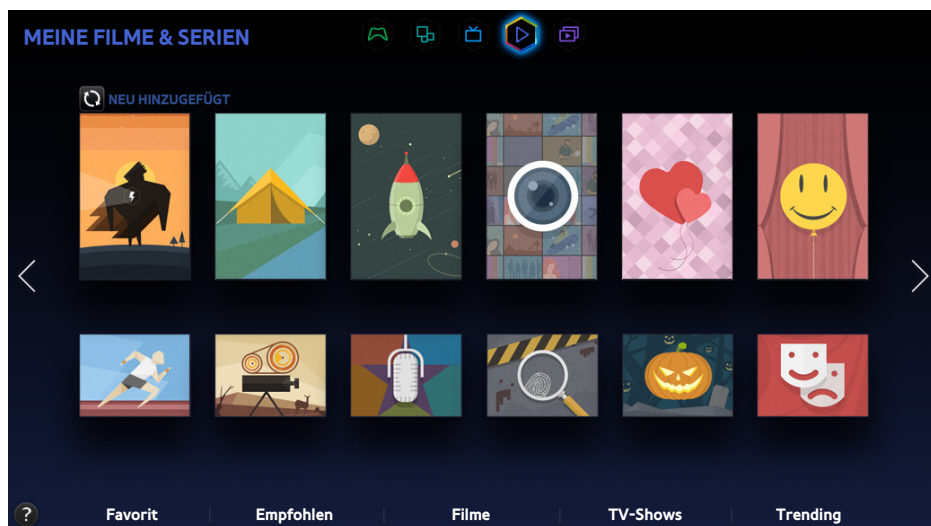 MEINE FILME & SERIEN
NEU HINZUGEFÜGT
?
Favorit
Empfohlen
Filme
TV-Shows
Trending